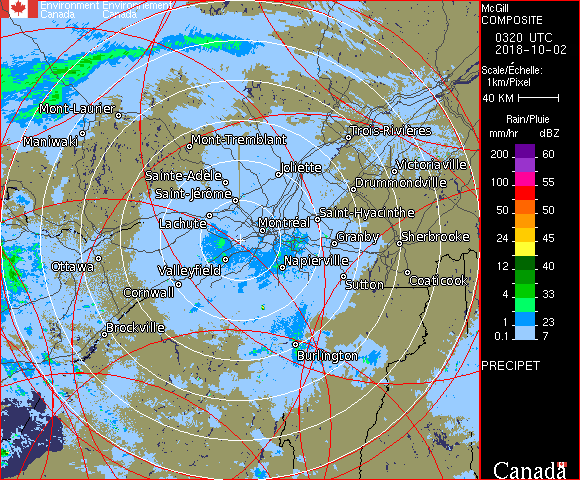 Environment Environnement
Canada Canada
McGill
COMPOSITE
0320 UTC
2018-10-02
Scale/Échelle:
1km/Pixel
40 KM
Rain/Pluie
mm/hr dBZ
200 60
100 55
50 50
24 45
12 40
4 33
1 23
0.1 7
PRECIPET
Canada
Mont-Laurier
Maniwaki
Mont-Tremblant
Trois-Rivières
Joliette
Victoriaville
Sainte-Adèle
Drummondville
Saint-Jérôme
Saint-Hyacinthe
Lachute
Montréal
Granby
Sherbrooke
Ottawa
Valleyfield
Napierville
Sutton
Coaticook
Cornwall
Brockville
Burlington